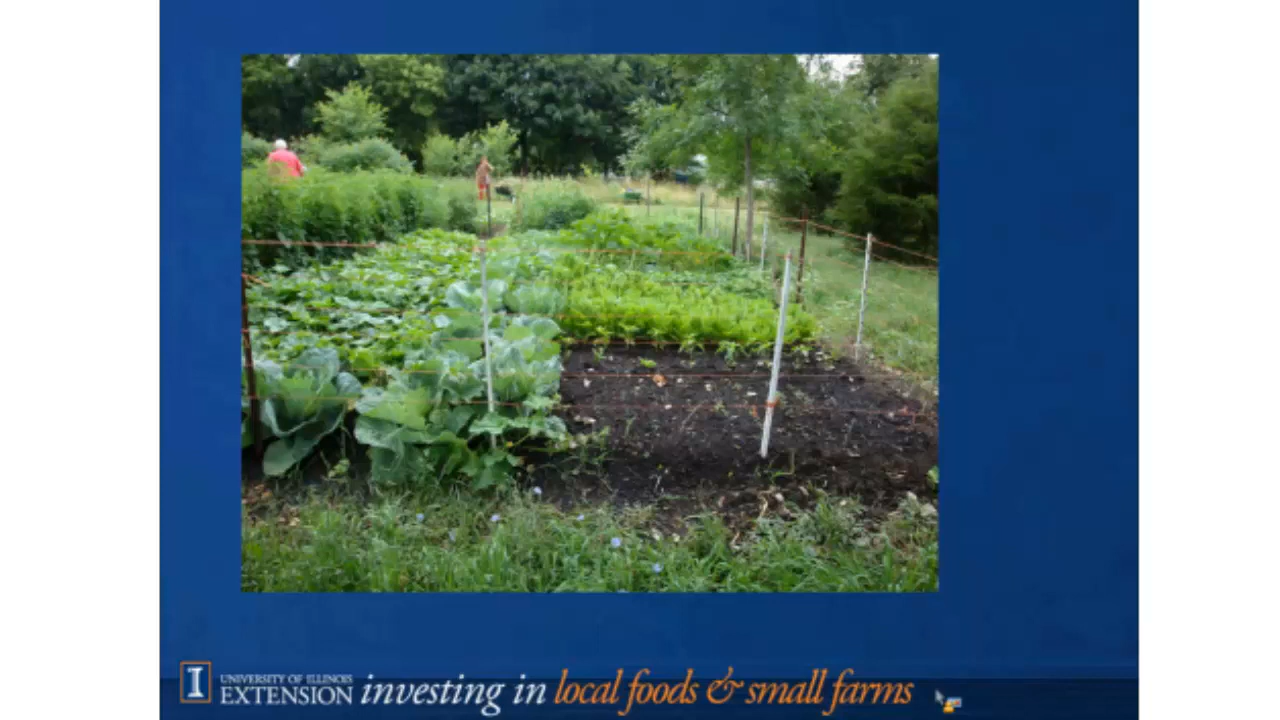 I
UNIVERSITY OF ILLINOIS
EXTENSION investing in local foods & small farms